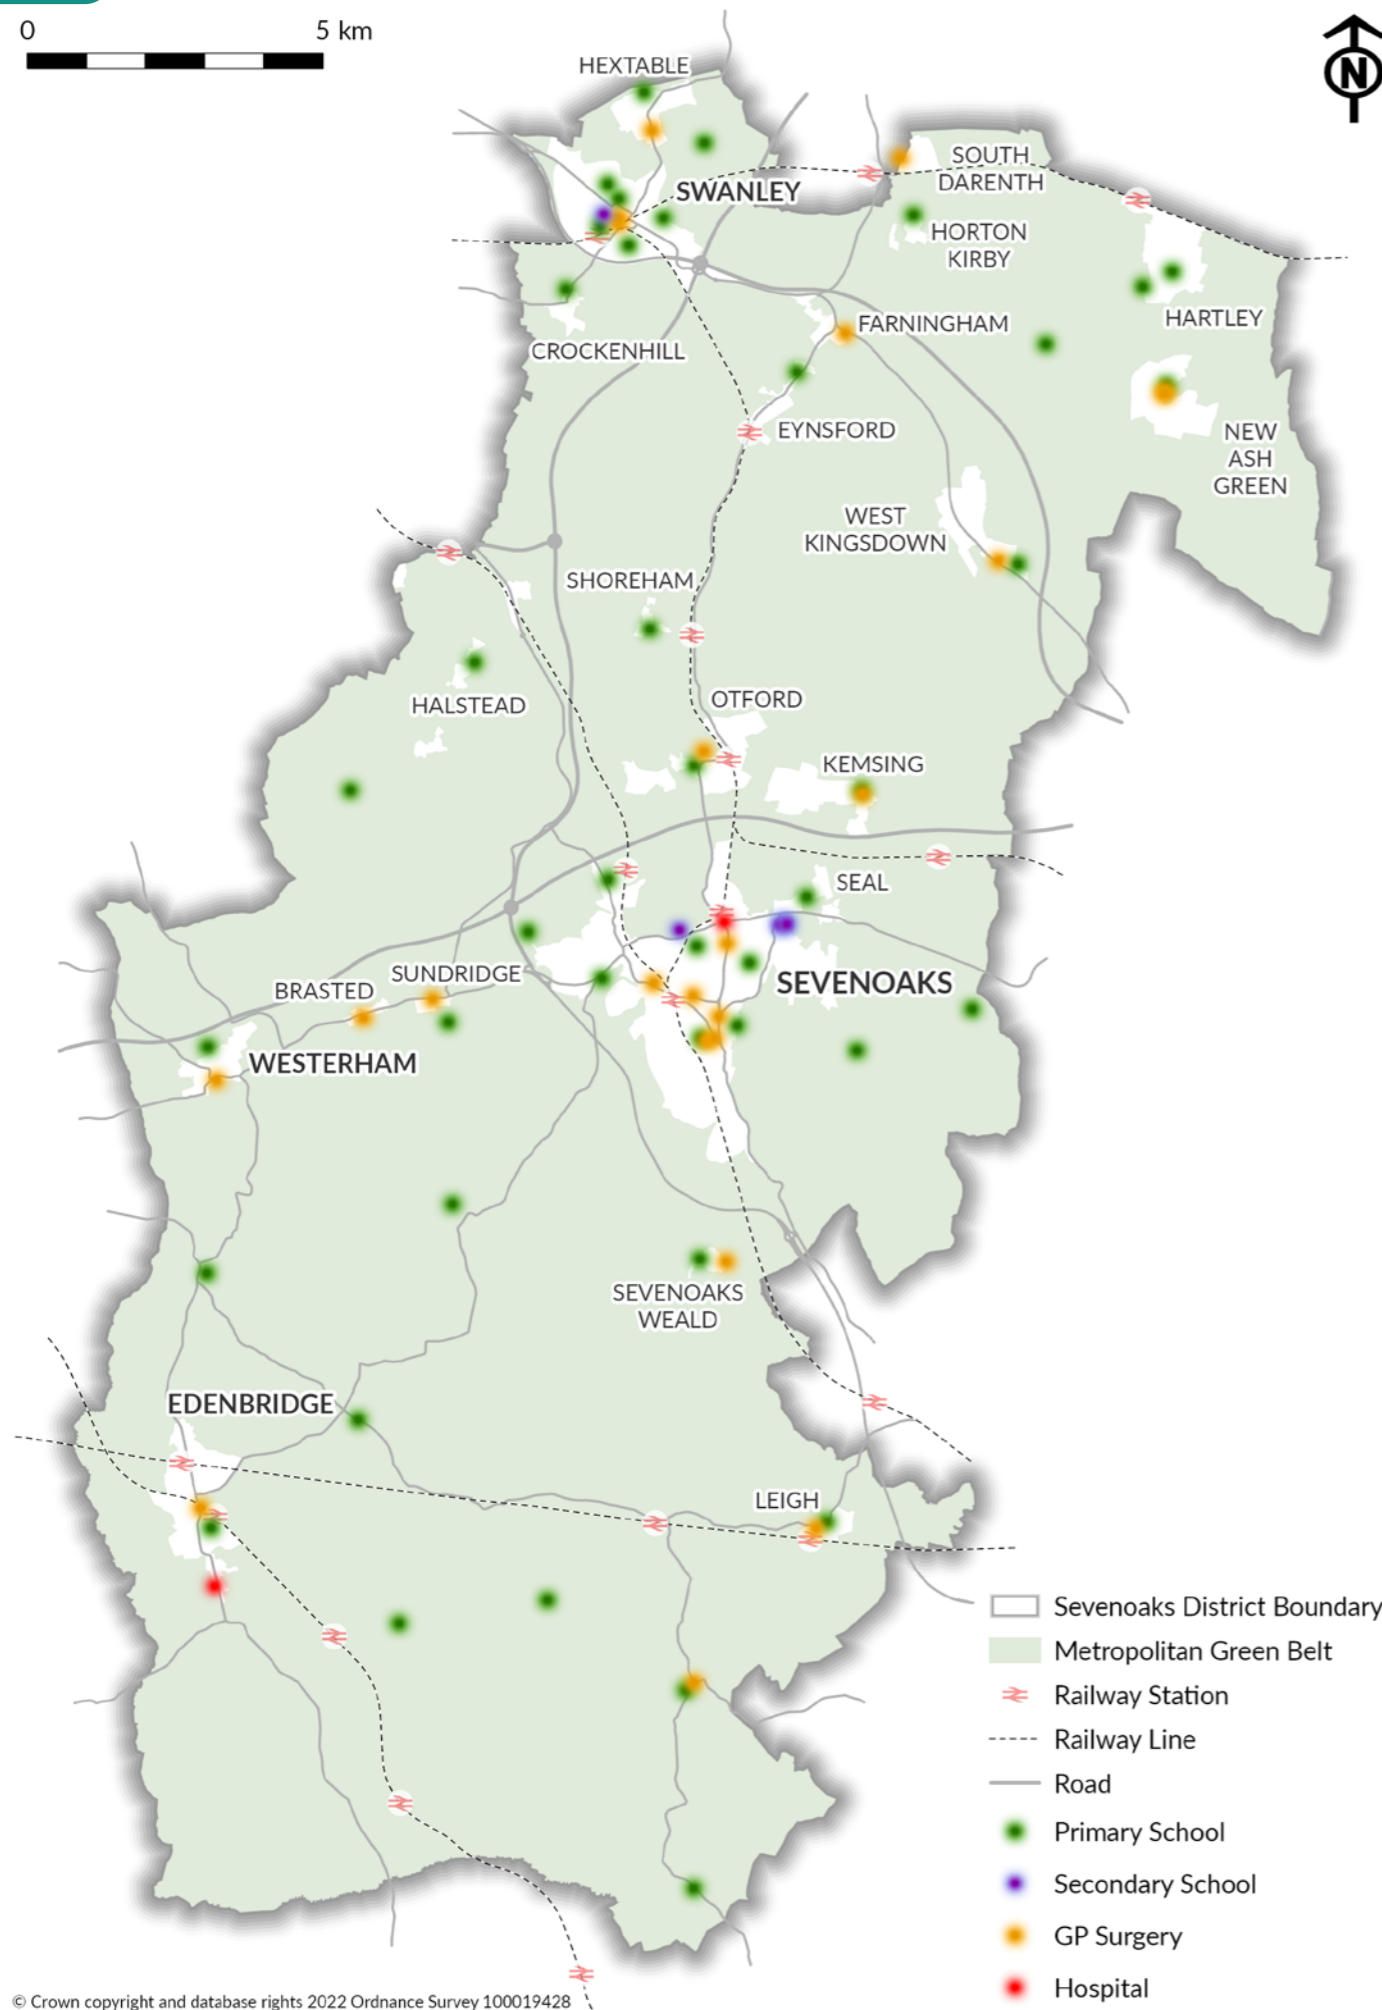 0 5 km
N
HEXTABLE
SOUTH
DARENTH
SWANLEY
HORTON
KIRBY
HARTLEY
FARNINGHAM
CROCKENHILL
EYNSFORD
NEW
ASH
GREEN
WEST
KINGSDOWN
SHOREHAM
OTFORD
HALSTEAD
KEMSING
SEAL
SUNDRIDGE
SEVENOAKS
BRASTED
WESTERHAM
SEVENOAKS
WEALD
EDENBRIDGE
LEIGH
Sevenoaks District Boundary
Metropolitan Green Belt
Railway Station
Railway Line
Road
Primary School
Secondary School
GP Surgery
Hospital
© Crown copyright and database rights 2022 Ordnance Survey 100019428